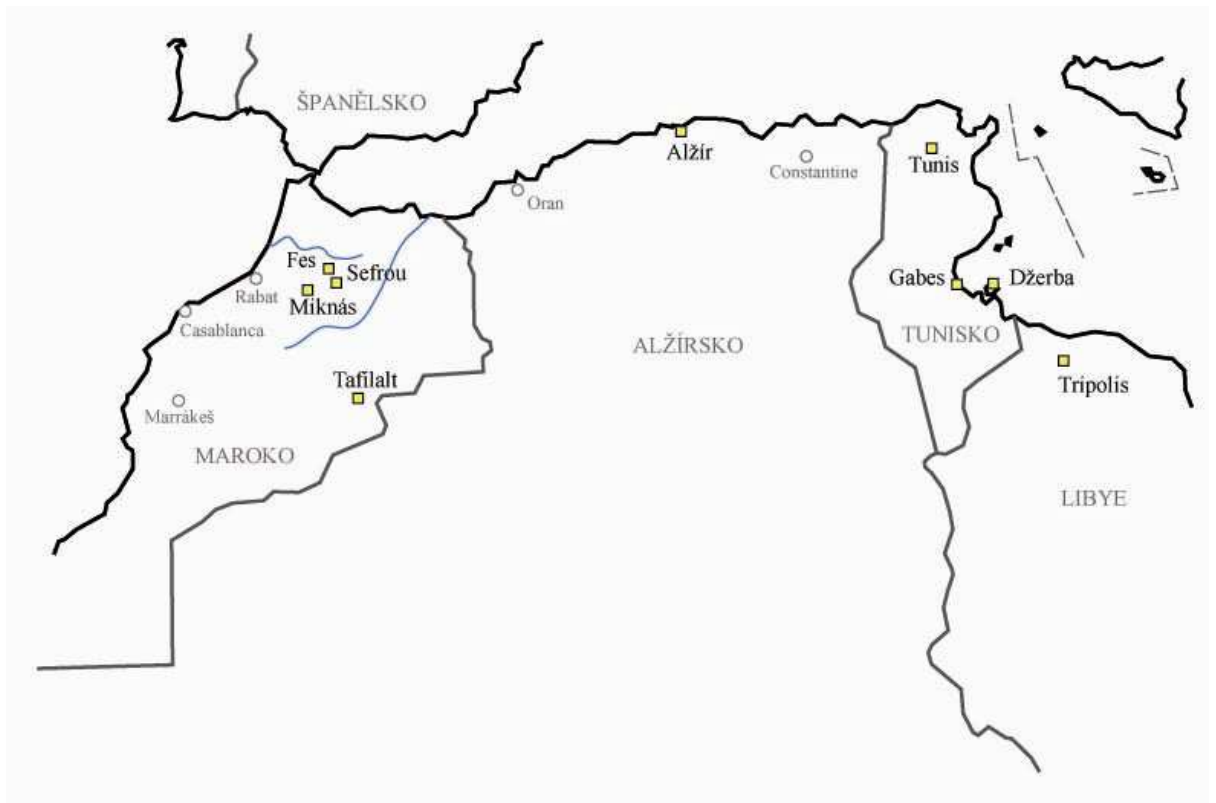 ŠPANĚLSKO
Alžír
Constantine
Tunis
Oran
Fes
Sefrou
Rabat
Miknás
Gabes
Džerba
Casablanca
TUNISKO
ALŽÍRSKO
Tafilalt
Tripolis
Marrákeš
MAROKO
LIBYE